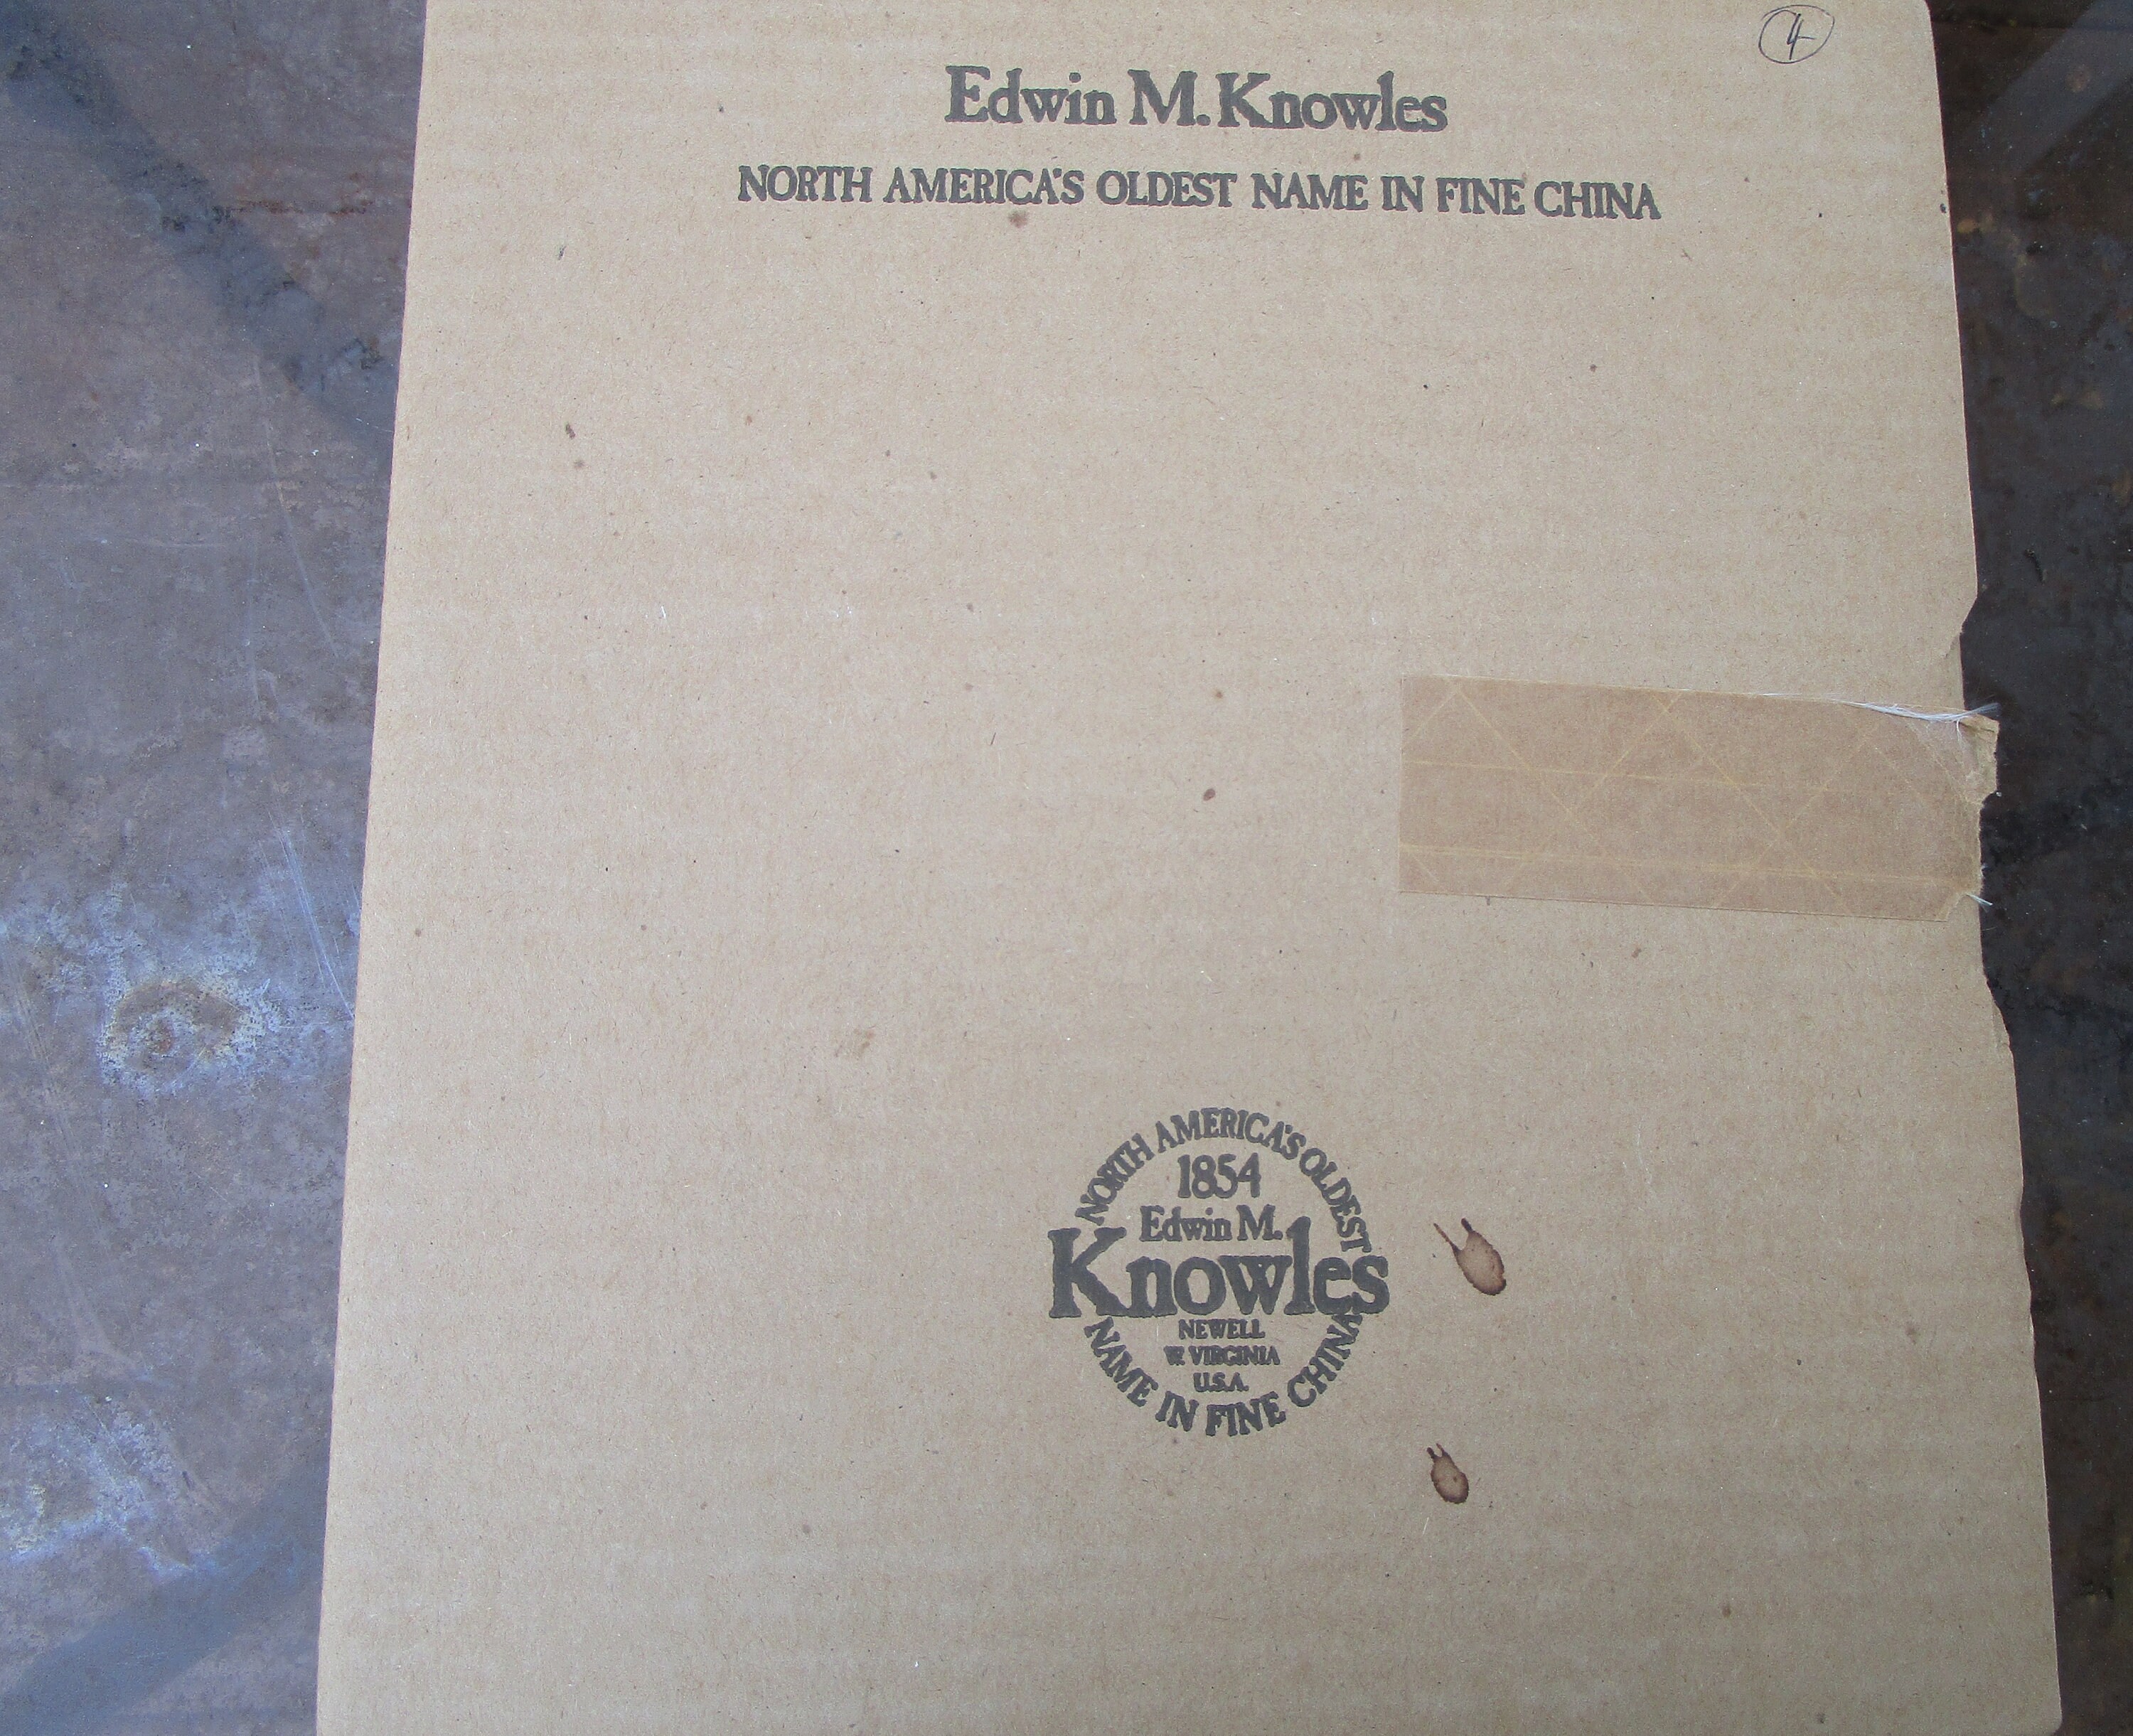 4
Edwin M. Knowles
NORTH AMERICA'S OLDEST NAME IN FINE CHINA
NORTH AMERICA'S OLDEST
1854
Edwin M.
Knowles
NEWELL
W. VIRGINIA
U.S.A.
NAME IN FINE CHINA